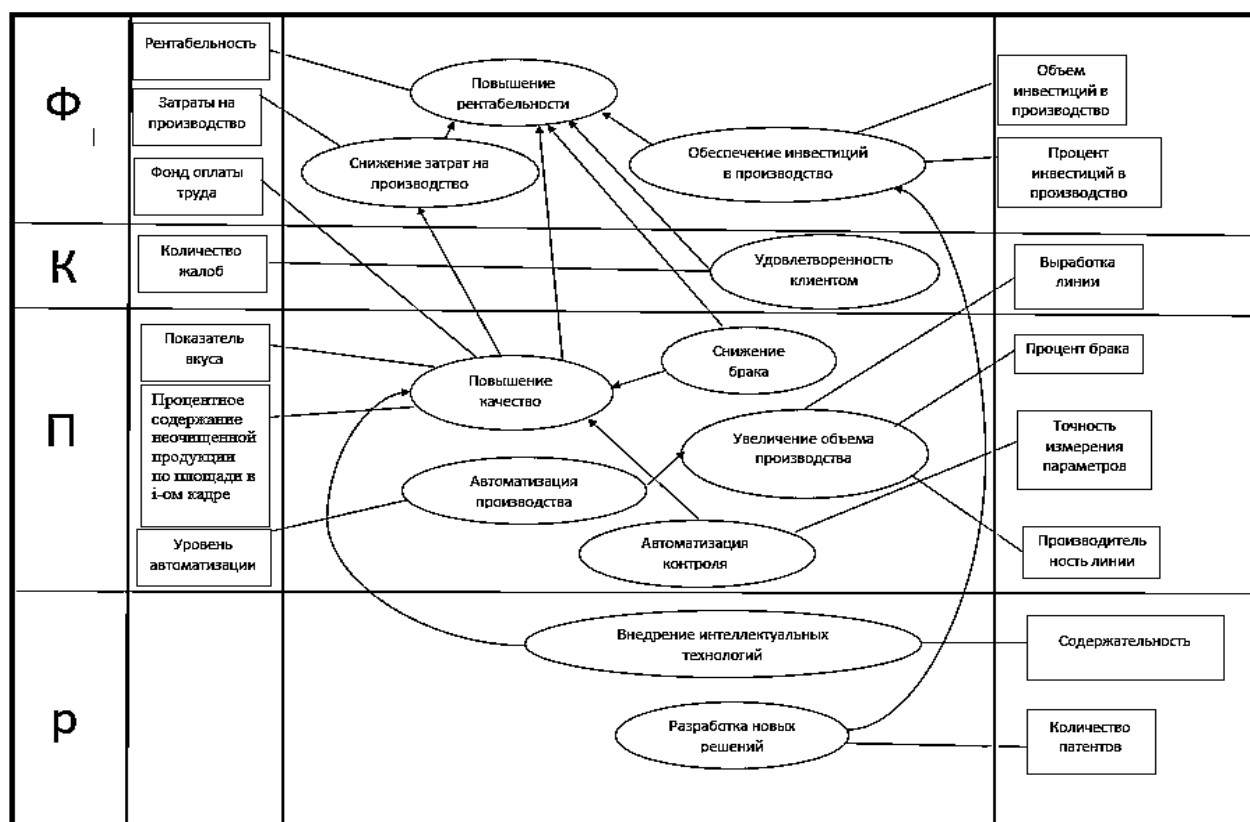 Ф
Рентабельность
Затраты на
производство
Фонд оплаты
труда
Повышение
рентабельности
Снижение затрат на
производство
Обеспечение инвестиций
в производство
Объем
инвестиций в
производство
Процент
инвестиций в
производство
К
Количество
жалоб
Удовлетворенность
клиентом
Выработка
линии
П
Показатель
вкуса
Процентное
содержание
неочищенной
продукции
по площади в
i-ом кадре
Уровень
автоматизации
Снижение
брака
Повышение
качество
Увеличение объема
производства
Автоматизация
производства
Автоматизация
контроля
Процент брака
Точность
измерения
параметров
Производитель
ность линии
р
Внедрение интеллектуальных
технологий
Содержательность
Разработка новых
решений
Количество
патентов